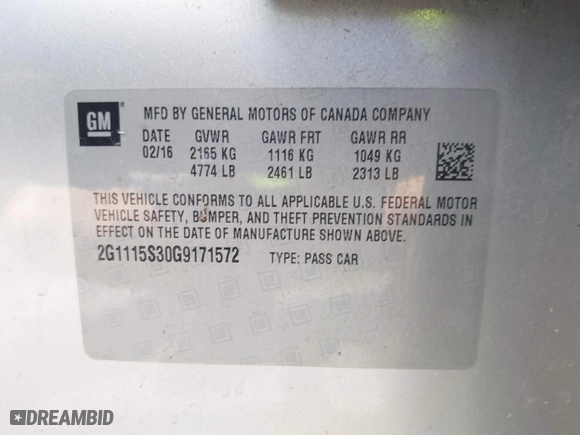 GM
MFD BY GENERAL MOTORS OF CANADA COMPANY
DATE GVWR GAWR FRT GAWR RR
02/16 2165 KG 1116 KG 1049 KG
4774 LB 2461 LB 2313 LB
THIS VEHICLE CONFORMS TO ALL APPLICABLE U.S. FEDERAL MOTOR
VEHICLE SAFETY, BUMPER, AND THEFT PREVENTION STANDARDS IN
EFFECT ON THE DATE OF MANUFACTURE SHOWN ABOVE.
2G1115S30G9171572 TYPE: PASS CAR
DREAMBID